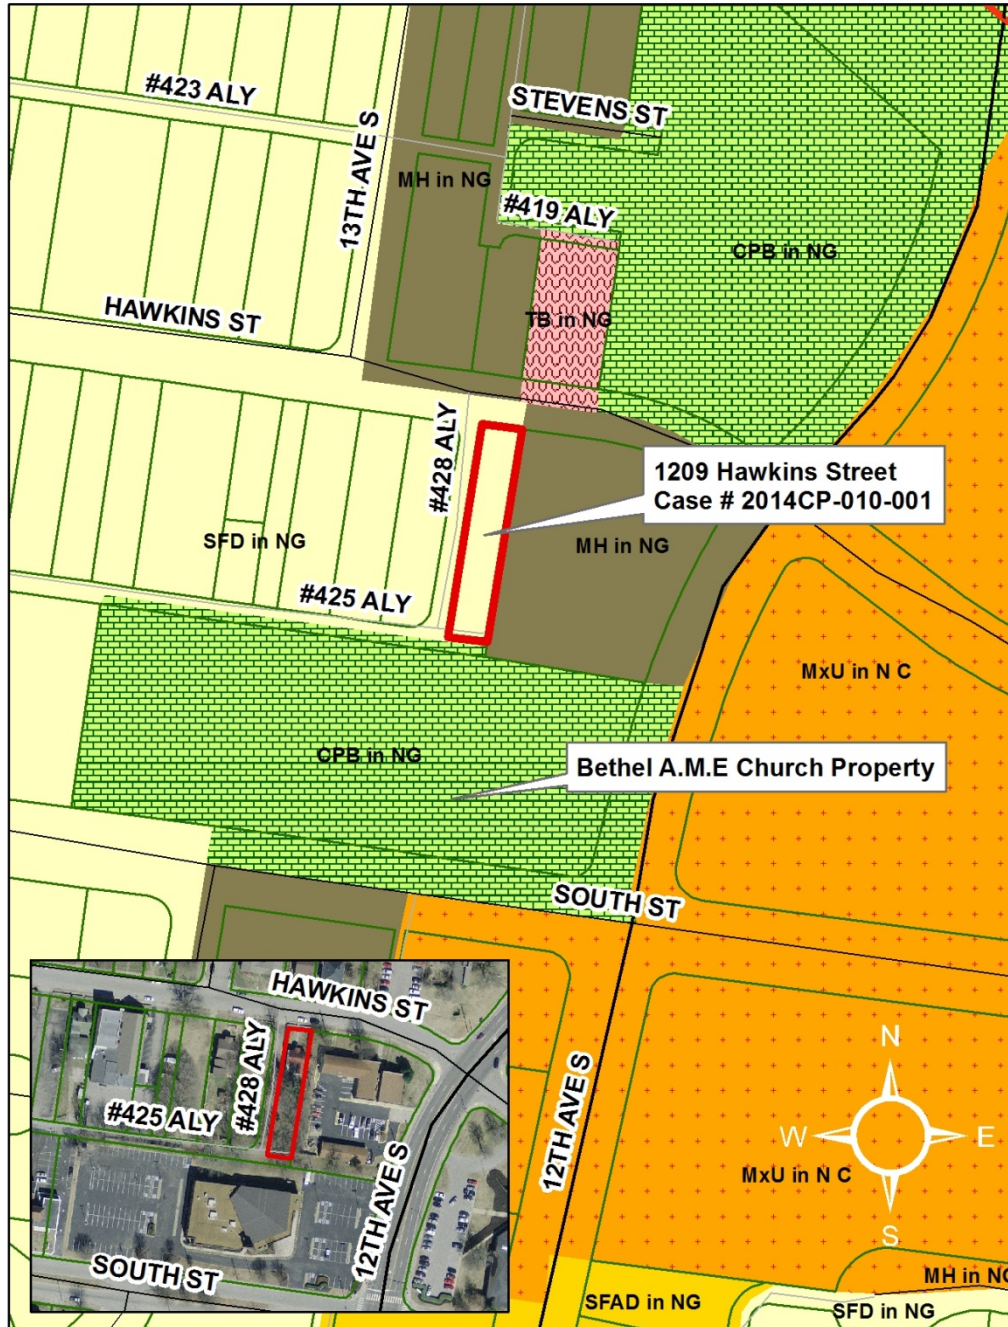 #423 ALY
STEVENS ST
13TH AVE S
MH in NG
#419 ALY
CPB in NG
HAWKINS ST
TB in NG
#428 ALY
1209 Hawkins Street
Case # 2014CP-010-001
SFD in NG
MH in NG
#425 ALY
MxU in N C
CPB in NG
Bethel A.M.E Church Property
SOUTH ST
HAWKINS ST
#428 ALY
#425 ALY
12TH AVE S
SOUTH ST
12TH AVE S
N
W
E
S
MxU in N C
MH in NG
SFAD in NG
SFD in NG